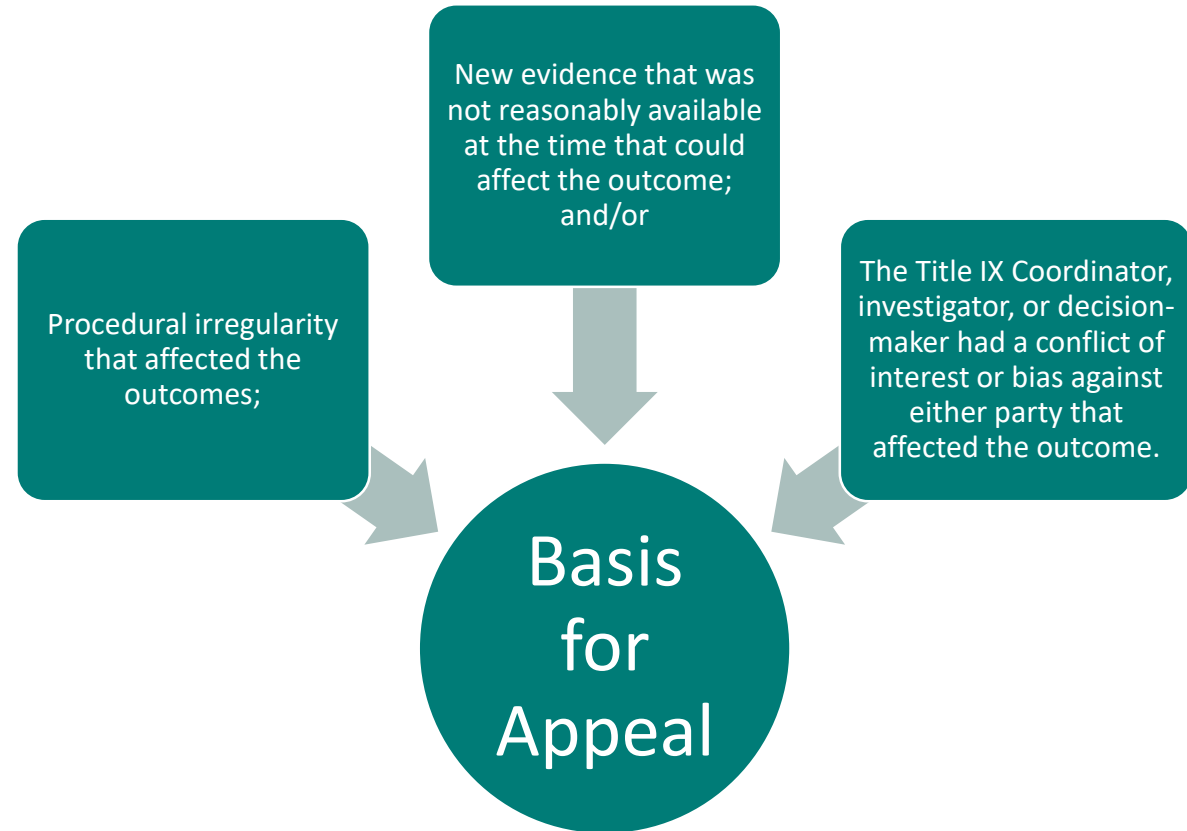 New evidence that was
not reasonably available
at the time that could
affect the outcome;
and/or
Procedural irregularity
that affected the
outcomes;
The Title IX Coordinator,
investigator, or decision-
maker had a conflict of
interest or bias against
either party that
affected the outcome.
Basis
for
Appeal